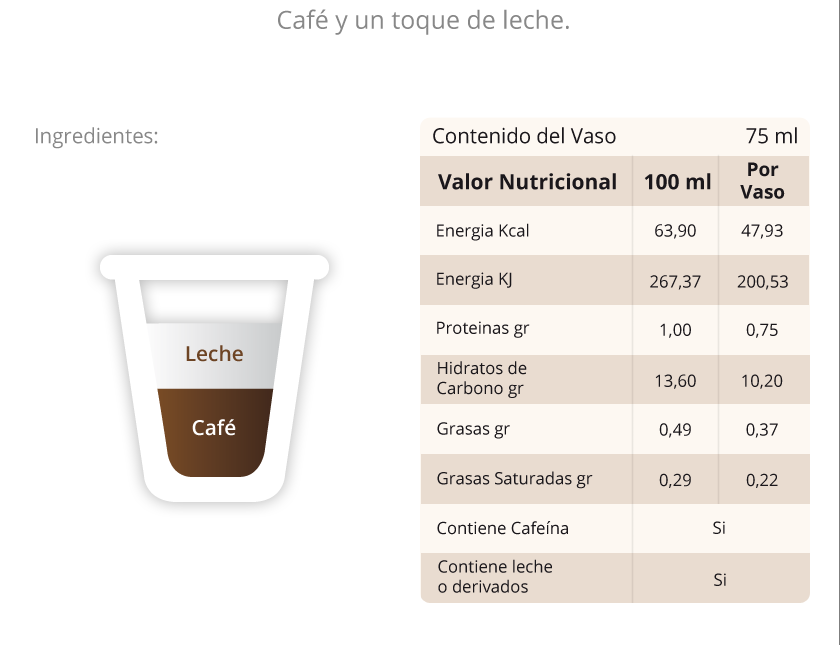 Café y un toque de leche.
Ingredientes:
Leche
Café
Contenido del Vaso 75 ml
Valor Nutricional 100 ml Por Vaso
Energia Kcal 63,90 47,93
Energia KJ 267,37 200,53
Proteinas gr 1,00 0,75
Hidratos de
Carbono gr 13,60 10,20
Grasas gr 0,49 0,37
Grasas Saturadas gr 0,29 0,22
Contiene Cafeína Si
Contiene leche
o derivados Si